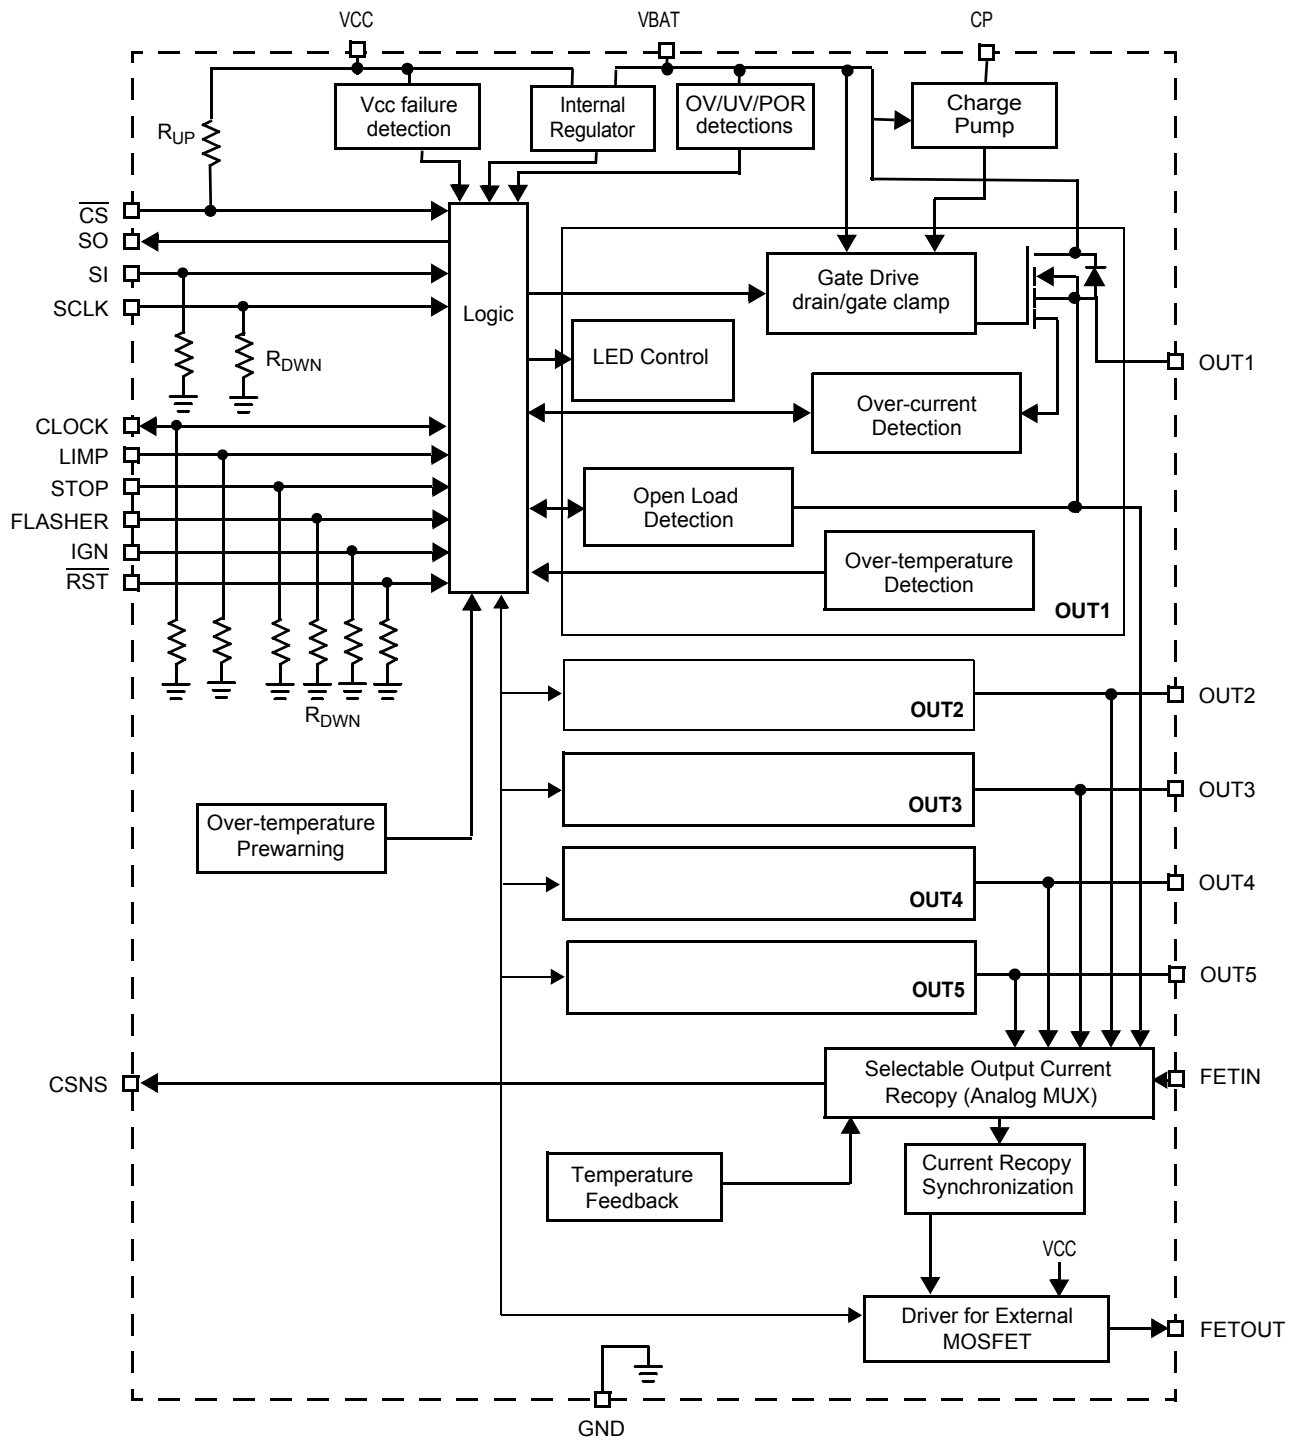 VCC
VBAT
CP
Vcc failure
detection
Internal
Regulator
OV/UV/POR
detections
Charge
Pump
RUP
CS
SO
SI
SCLK
RDWN
Logic
Gate Drive
drain/gate clamp
LED Control
OUT1
Over-current
Detection
CLOCK
LIMP
STOP
FLASHER
IGN
RST
Open Load
Detection
Over-temperature
Detection
OUT1
RDWN
OUT2
OUT2
OUT3
OUT3
Over-temperature
Prewarning
OUT4
OUT4
OUT5
OUT5
CSNS
Selectable Output Current
Recopy (Analog MUX)
FETIN
Temperature
Feedback
Current Recopy
Synchronization
VCC
Driver for External
MOSFET
FETOUT
GND